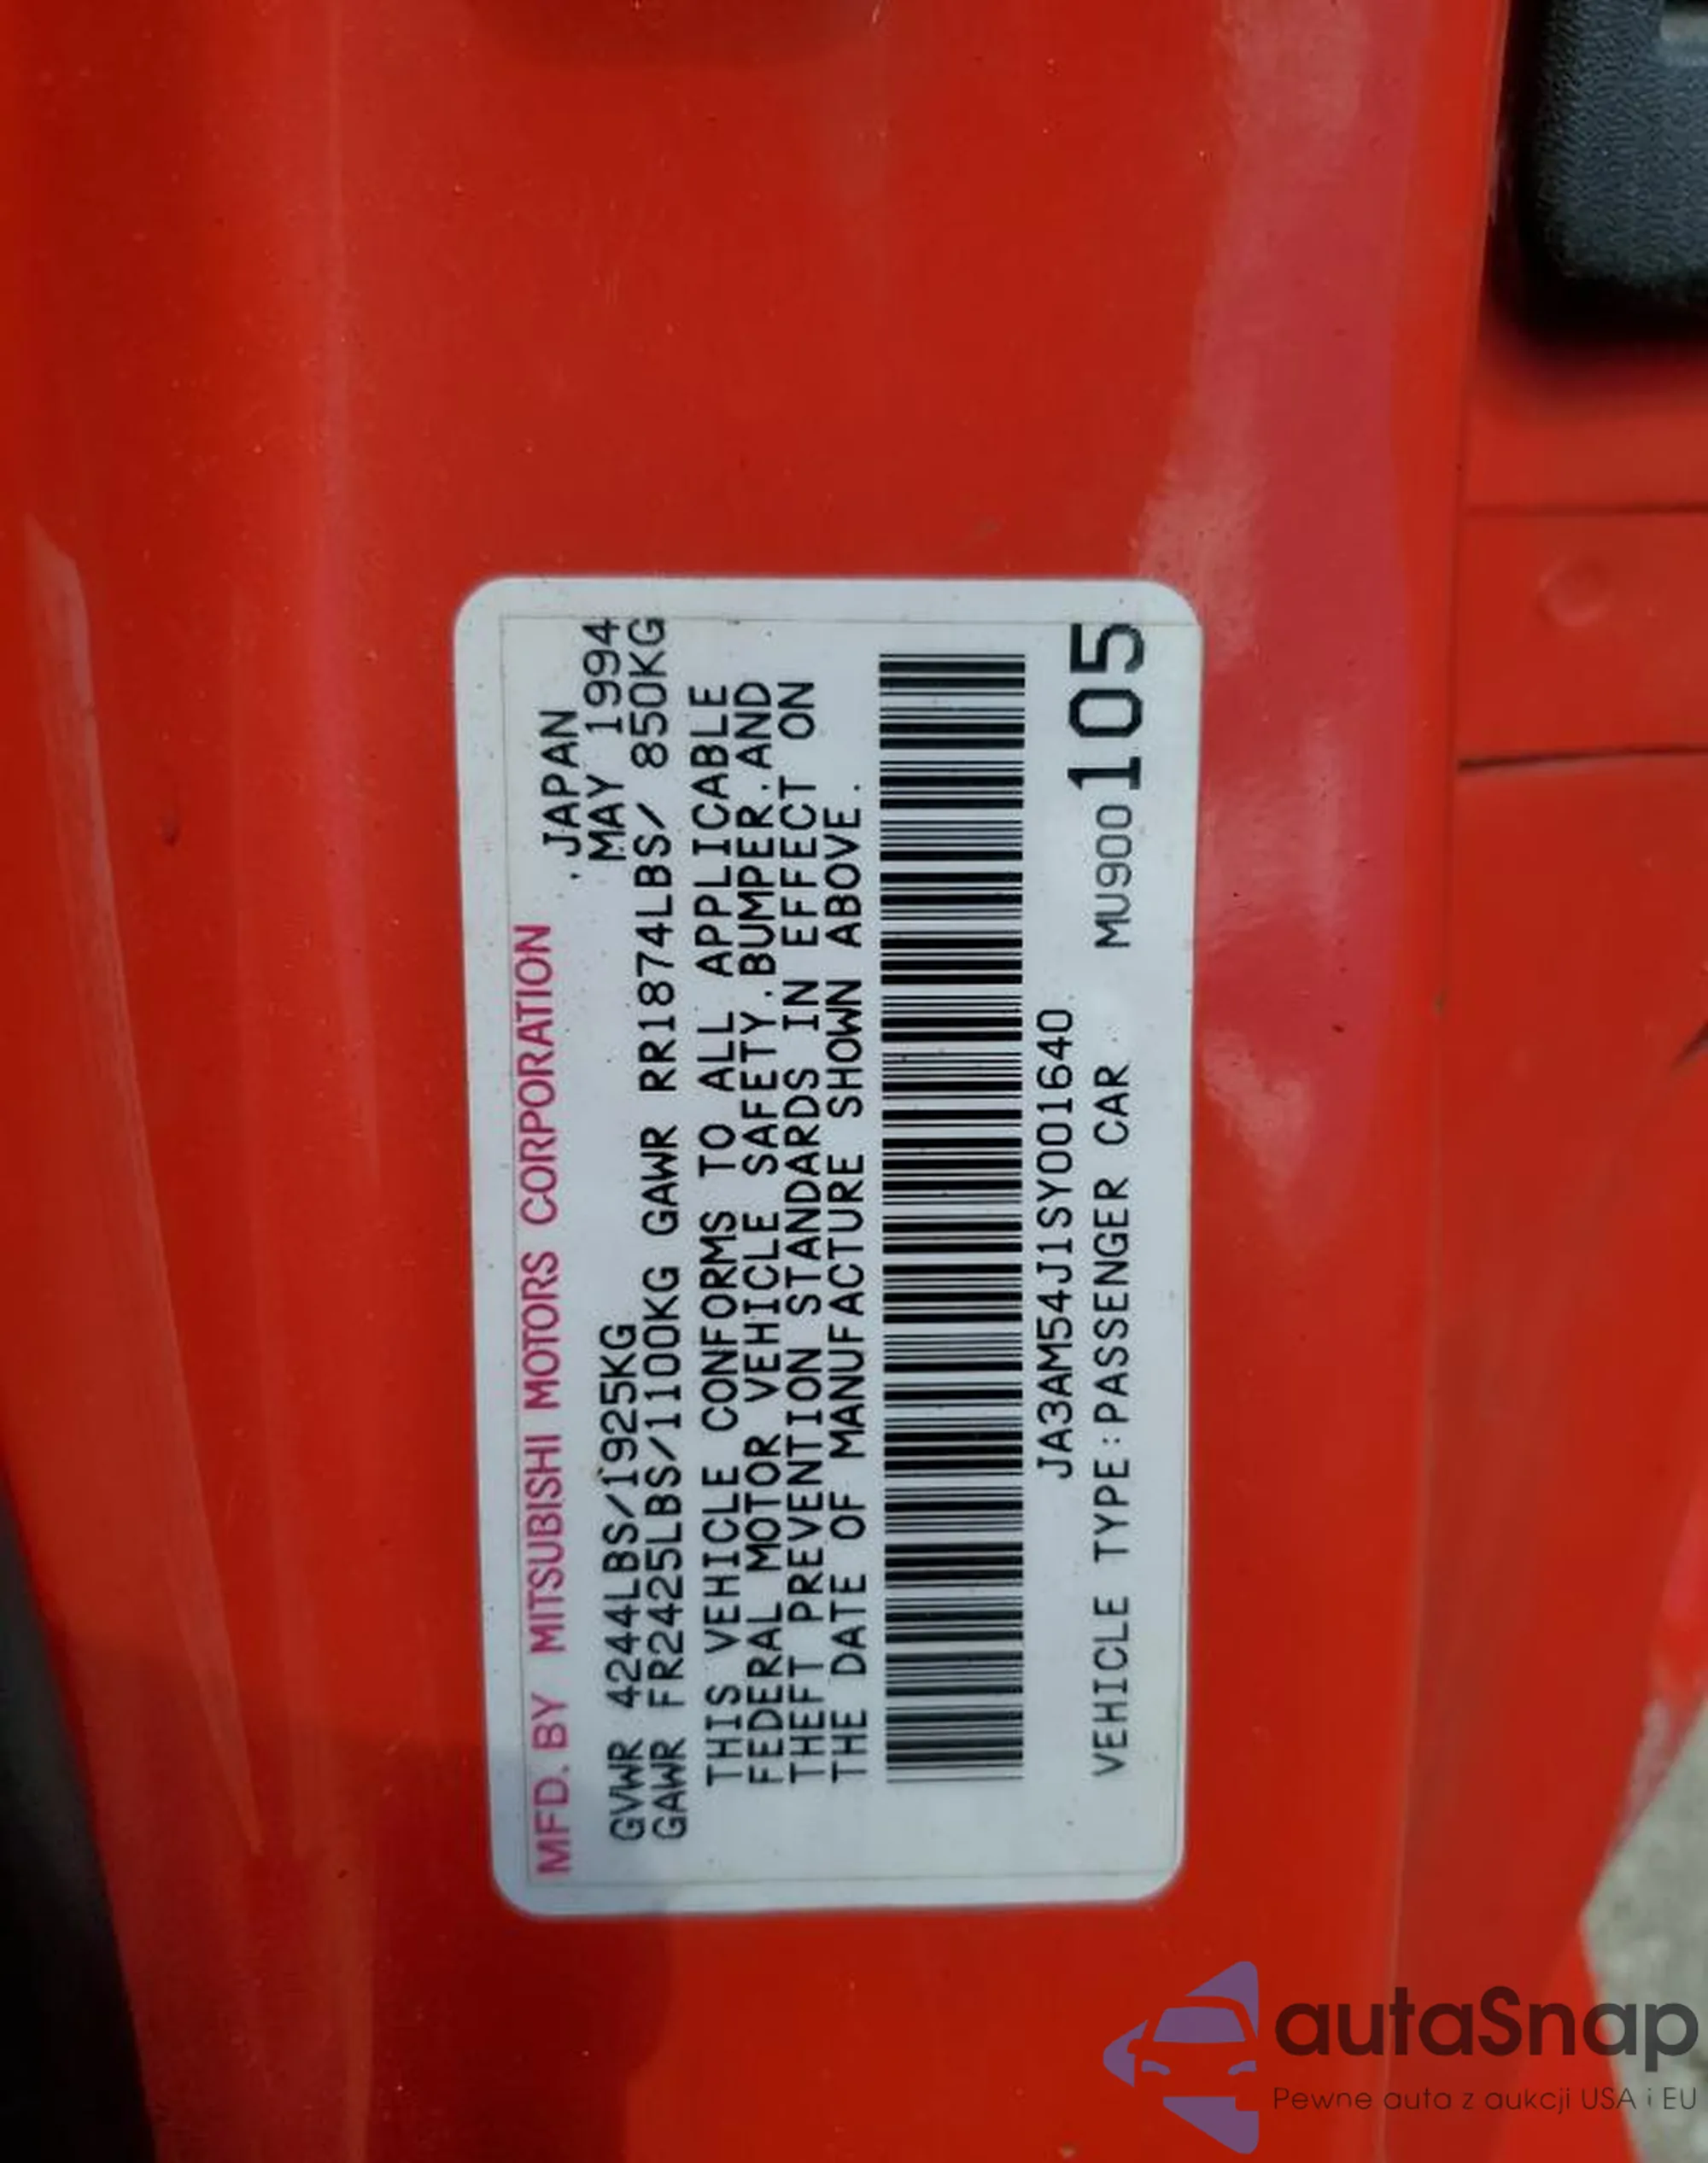 MFD. BY MITSUBISHI MOTORS CORPORATION
JAPAN
MAY 1994
GVWR 4244LBS/1925KG
GAWR FR2425LBS/1100KG GAWR RR1874LBS/ 850KG
THIS VEHICLE CONFORMS TO ALL APPLICABLE
FEDERAL MOTOR VEHICLE SAFETY.BUMPER.AND
THEFT PREVENTION STANDARDS IN EFFECT ON
THE DATE OF MANUFACTURE SHOWN ABOVE.
JA3AM54J1SY001640
VEHICLE TYPE:PASSENGER CAR MU900105
autaSnap
Pewne auta z aukcji USA i EU